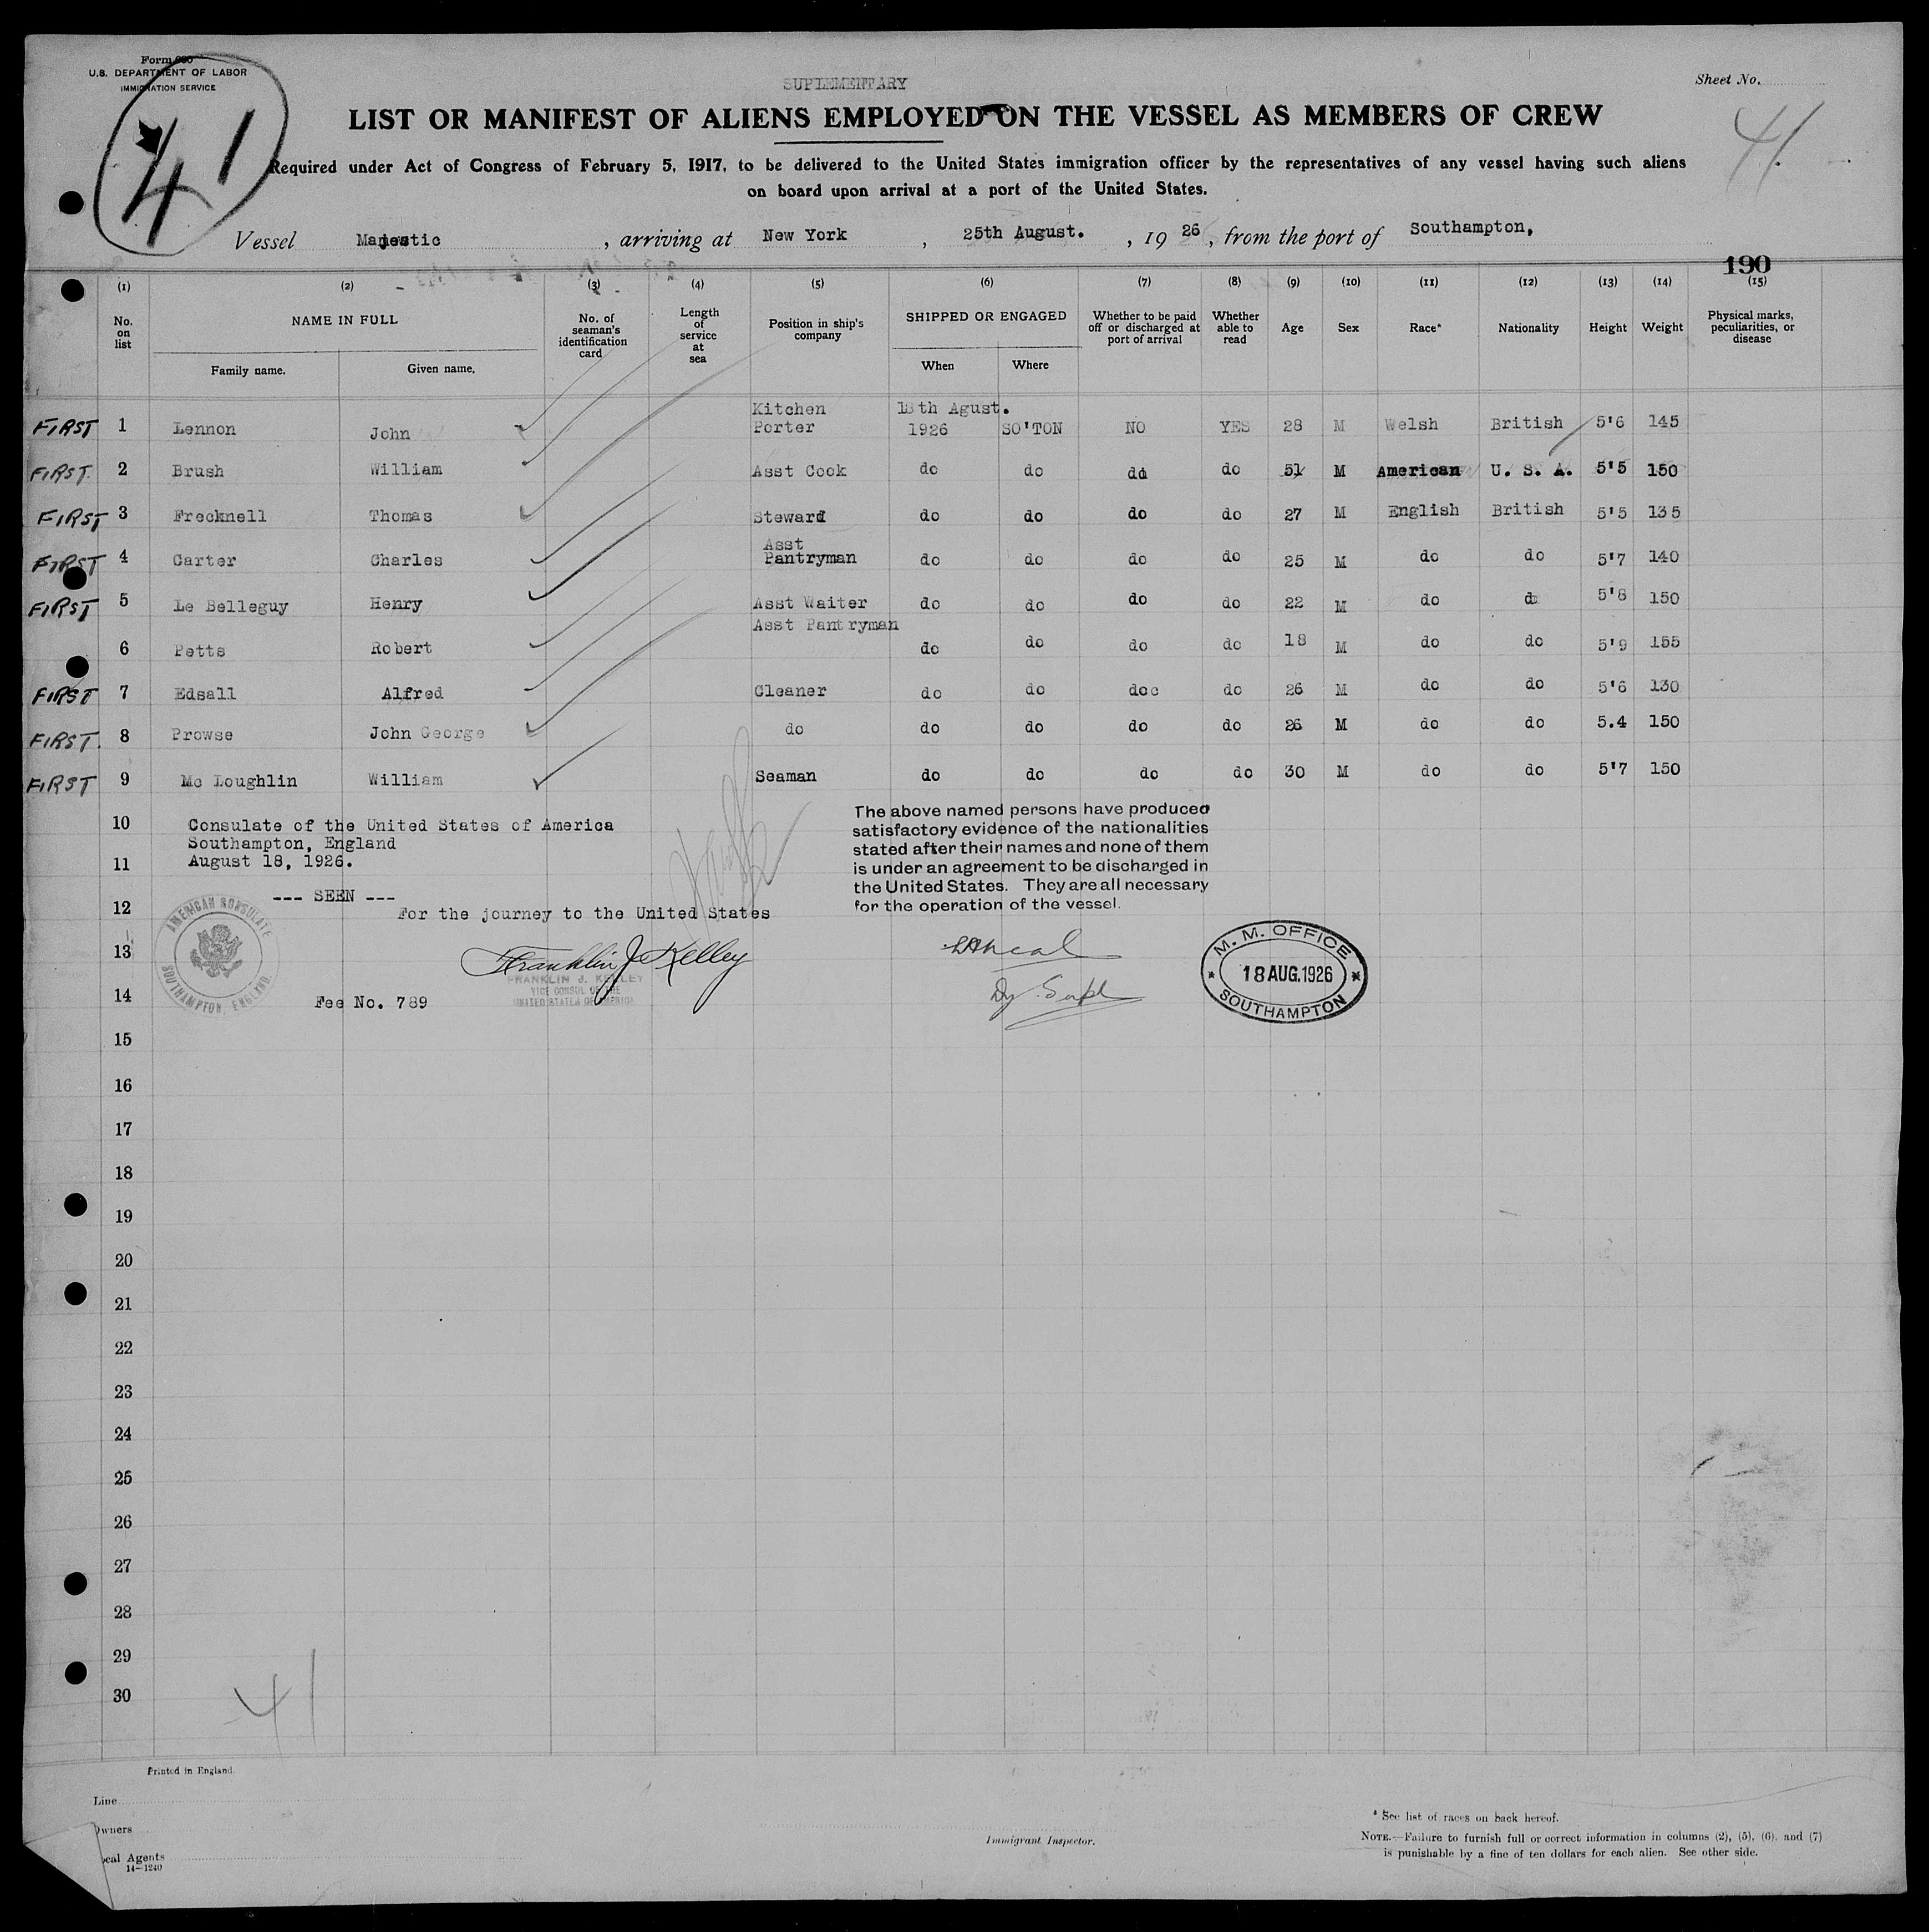 Form 680
U.S. DEPARTMENT OF LABOR
IMMIGRATION SERVICE
41
SUPLEMENTARY
Sheet No.
41
LIST OR MANIFEST OF ALIENS EMPLOYED ON THE VESSEL AS MEMBERS OF CREW
Required under Act of Congress of February 5, 1917, to be delivered to the United States immigration officer by the representatives of any vessel having such aliens
on board upon arrival at a port of the United States.
Vessel Majestic, arriving at New York, 25th August., 1926, from the port of Southampton,
190
(1) (2) (3) (4) (5) (6) (7) (8) (9) (10) (11) (12) (13) (14) (15)
No. on list
NAME IN FULL
Family name. Given name.
No. of seaman's identification card
Length of service at sea
Position in ship's company
SHIPPED OR ENGAGED
When Where
Whether to be paid off or discharged at port of arrival
Whether able to read
Age
Sex
Race*
Nationality
Height
Weight
Physical marks, peculiarities, or disease
FIRST 1 Lennon John Kitchen Porter 18th Agust. 1926 SO'TON NO YES 28 M Welsh British 5'6 145
FIRST. 2 Brush William Asst Cook do do do do 51 M American U. S. A. 5'5 150
FIRST 3 Frecknell Thomas Steward do do do do 27 M English British 5'5 135
FIRST 4 Carter Charles Asst Pantryman do do do do 25 M do do 5'7 140
FIRST 5 Le Belleguy Henry Asst Waiter do do do do 22 M do do 5'8 150
6 Petts Robert Asst Pantryman do do do do 18 M do do 5'9 155
FIRST 7 Edsall Alfred Cleaner do do doc do 26 M do do 5'6 130
FIRST. 8 Prowse John George do do do do do 26 M do do 5.4 150
FIRST 9 Mc Loughlin William Seaman do do do do 30 M do do 5'7 150
10
11
12
13
14
15
16
17
18
19
20
21
22
23
24
25
26
27
28
29
30
Consulate of the United States of America
Southampton, England
August 18, 1926.
--- SEEN ---
For the journey to the United States
AMERICAN CONSULATE
SOUTHAMPTON, ENGLAND.
Franklin J. Kelley
FRANKLIN J. KELLEY
VICE CONSUL OF THE
UNITED STATES OF AMERICA
Fee No. 789
The above named persons have produced
satisfactory evidence of the nationalities
stated after their names and none of them
is under an agreement to be discharged in
the United States. They are all necessary
for the operation of the vessel.
Dy. Supt
M. M. OFFICE
18 AUG. 1926
SOUTHAMPTON
41
Printed in England.
Line
Owners
Local Agents
14—1240
Immigrant Inspector.
* See list of races on back hereof.
NOTE.—Failure to furnish full or correct information in columns (2), (5), (6), and (7)
is punishable by a fine of ten dollars for each alien. See other side.